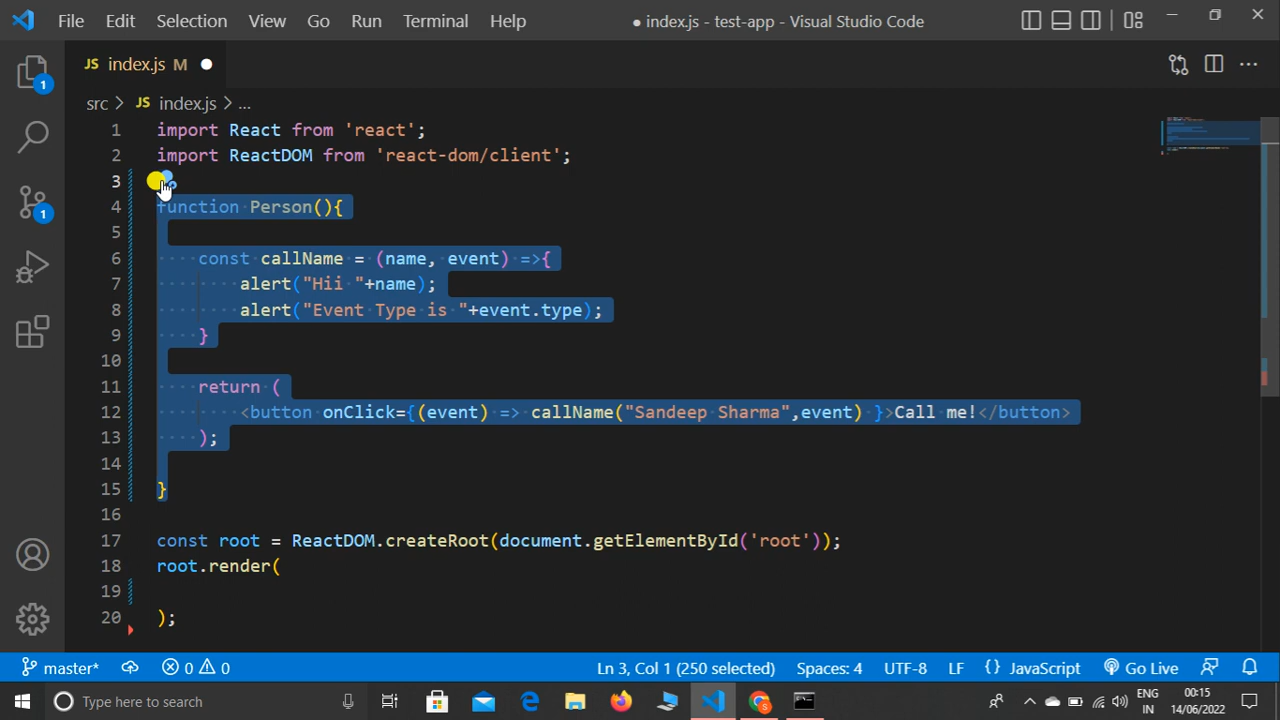 File Edit Selection View Go Run Terminal Help
● index.js - test-app - Visual Studio Code
JS index.js M
1
src > JS index.js > ...
1 import React from 'react';
2 import ReactDOM from 'react-dom/client';
3
4 function Person(){
5
6 const callName = (name, event) =>{
7 alert("Hii "+name);
8 alert("Event Type is "+event.type);
9 }
10
11 return (
12 <button onClick={(event) => callName("Sandeep Sharma",event) }>Call me!</button>
13 );
14
15 }
16
17 const root = ReactDOM.createRoot(document.getElementById('root'));
18 root.render(
19
20 );
1
master* 0 0 Ln 3, Col 1 (250 selected) Spaces: 4 UTF-8 LF {} JavaScript Go Live
Type here to search
ENG
IN
00:15
14/06/2022